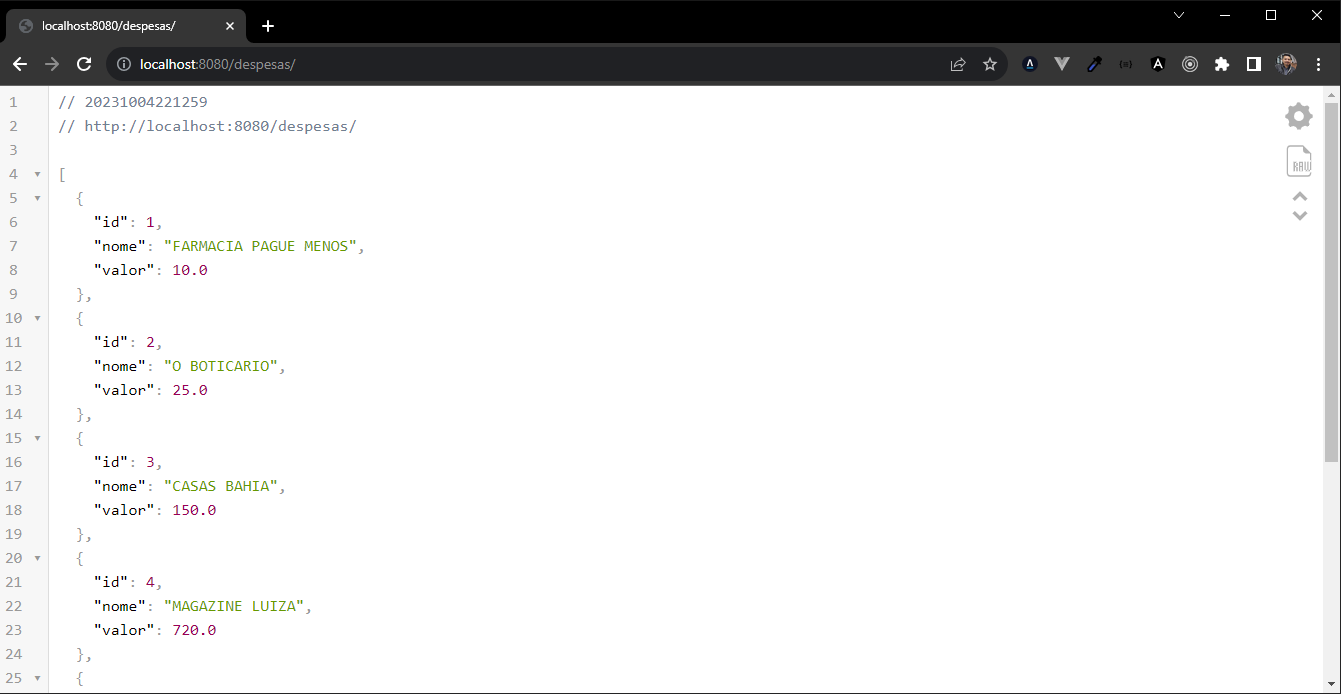 localhost:8080/despesas/
localhost:8080/despesas/
1 // 20231004221259
2 // http://localhost:8080/despesas/
3
4 [
5 {
6 "id": 1,
7 "nome": "FARMACIA PAGUE MENOS",
8 "valor": 10.0
9 },
10 {
11 "id": 2,
12 "nome": "O BOTICARIO",
13 "valor": 25.0
14 },
15 {
16 "id": 3,
17 "nome": "CASAS BAHIA",
18 "valor": 150.0
19 },
20 {
21 "id": 4,
22 "nome": "MAGAZINE LUIZA",
23 "valor": 720.0
24 },
25 {
RAW